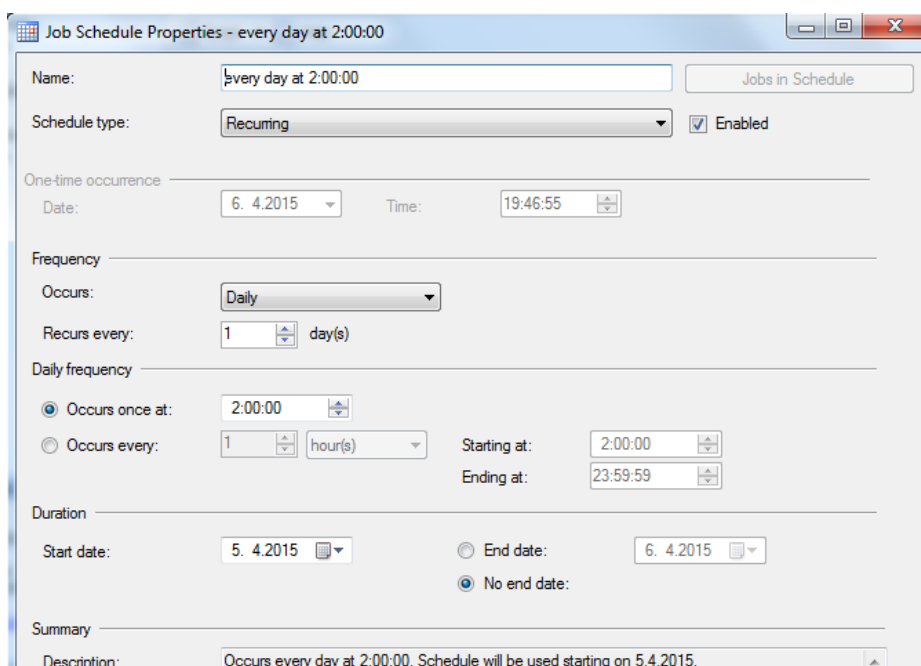 Job Schedule Properties - every day at 2:00:00
Name: every day at 2:00:00 Jobs in Schedule
Schedule type: Recurring Enabled
One-time occurrence
Date: 6. 4.2015 Time: 19:46:55
Frequency
Occurs: Daily
Recurs every: 1 day(s)
Daily frequency
Occurs once at: 2:00:00
Occurs every: 1 hour(s) Starting at: 2:00:00
Ending at: 23:59:59
Duration
Start date: 5. 4.2015 End date: 6. 4.2015
No end date:
Summary
Description: Occurs every day at 2:00:00. Schedule will be used starting on 5.4.2015.